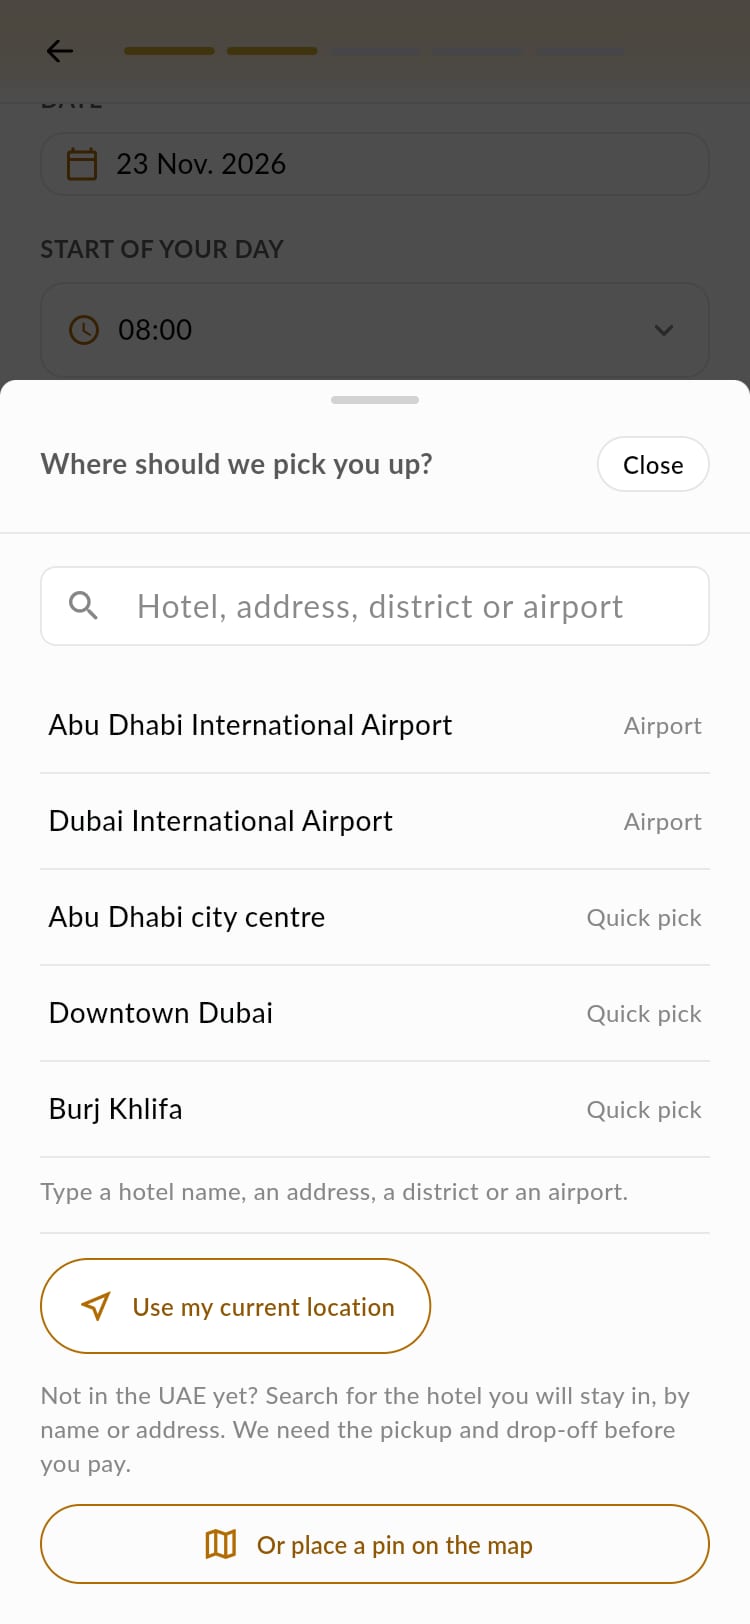 DATE
23 Nov. 2026
START OF YOUR DAY
08:00
Where should we pick you up?
Close
Hotel, address, district or airport
Abu Dhabi International Airport
Airport
Dubai International Airport
Airport
Abu Dhabi city centre
Quick pick
Downtown Dubai
Quick pick
Burj Khlifa
Quick pick
Type a hotel name, an address, a district or an airport.
Use my current location
Not in the UAE yet? Search for the hotel you will stay in, by
name or address. We need the pickup and drop-off before
you pay.
Or place a pin on the map